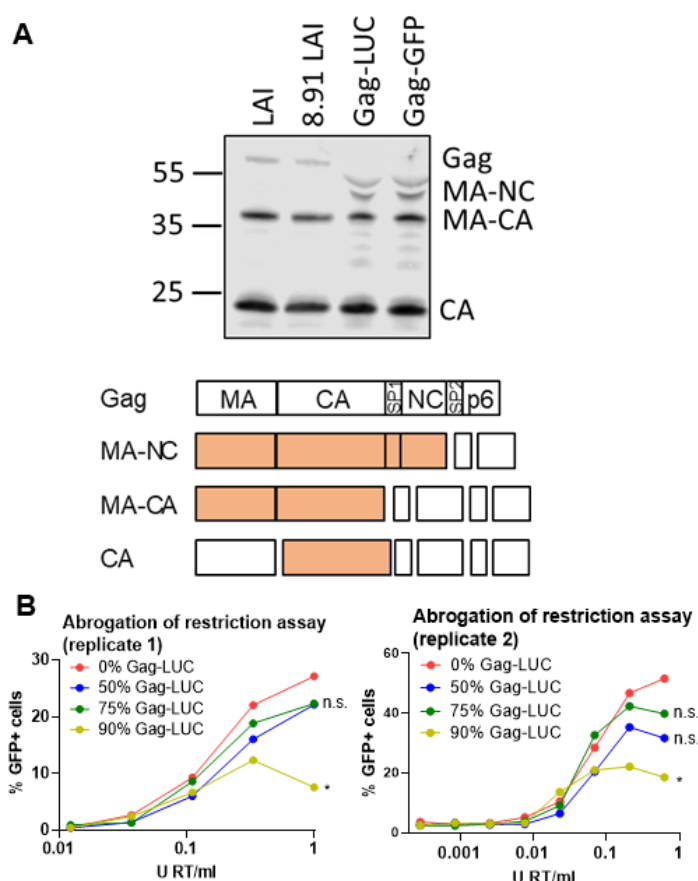 A
LAI
8.91 LAI
Gag-LUC
Gag-GFP
55
35
25
Gag
MA-NC
MA-CA
CA
Gag MA CA SP1 NC SP2 p6
MA-NC
MA-CA
CA
B
Abrogation of restriction assay
(replicate 1)
30
20
10
0
% GFP+ cells
0% Gag-LUC
50% Gag-LUC
75% Gag-LUC
90% Gag-LUC
n.s.
*
0.01 0.1 1
U RT/ml
Abrogation of restriction assay
(replicate 2)
60
40
20
0
% GFP+ cells
0% Gag-LUC
50% Gag-LUC
75% Gag-LUC
90% Gag-LUC
n.s.
n.s.
*
0.001 0.01 0.1 1
U RT/ml